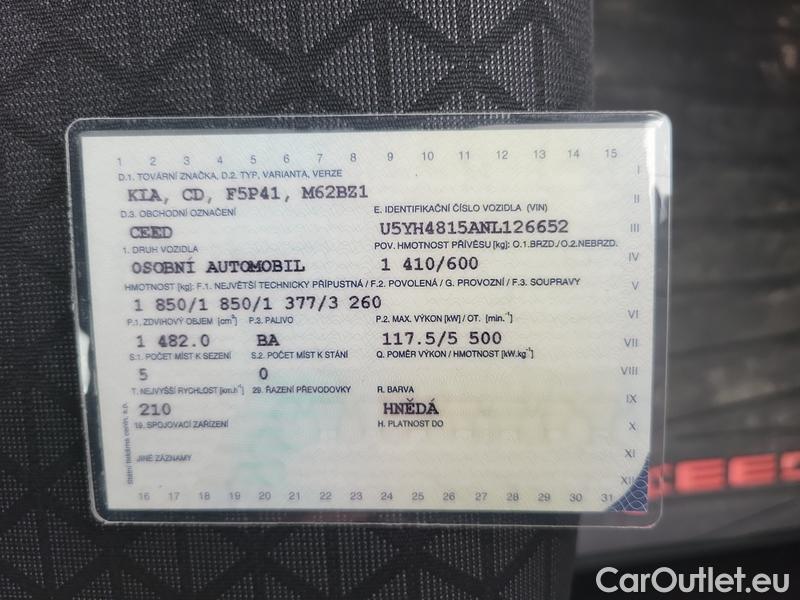 1 2 3 4 5 6 7 8 9 10 11 12 13 14 15
D.1. TOVÁRNÍ ZNAČKA, D.2. TYP, VARIANTA, VERZE
KIA, CD, F5P41, M62BZ1
D.3. OBCHODNÍ OZNAČENÍ E. IDENTIFIKAČNÍ ČÍSLO VOZIDLA (VIN)
CEED U5YH4815ANL126652
1. DRUH VOZIDLA POV. HMOTNOST PŘÍVĚSU [kg]: O.1.BRZD./O.2.NEBRZD.
OSOBNÍ AUTOMOBIL 1 410/600
HMOTNOST [kg]: F.1. NEJVĚTŠÍ TECHNICKY PŘÍPUSTNÁ / F.2. POVOLENÁ / G. PROVOZNÍ / F.3. SOUPRAVY
1 850/1 850/1 377/3 260
P.1. ZDVIHOVÝ OBJEM [cm³] P.3. PALIVO P.2. MAX. VÝKON [kW] / OT. [min.⁻¹]
1 482.0 BA 117.5/5 500
S.1. POČET MÍST K SEZENÍ S.2. POČET MÍST K STÁNÍ Q. POMĚR VÝKON / HMOTNOST [kW.kg⁻¹]
5 0
T. NEJVYŠŠÍ RYCHLOST [km.h⁻¹] 29. ŘAZENÍ PŘEVODOVKY R. BARVA
210 HNĚDÁ
19. SPOJOVACÍ ZAŘÍZENÍ H. PLATNOST DO
JINÉ ZÁZNAMY
16 17 18 19 20 21 22 23 24 25 26 27 28 29 30 31
I
II
III
IV
V
VI
VII
VIII
IX
X
XI
XII
CEED
CarOutlet.eu